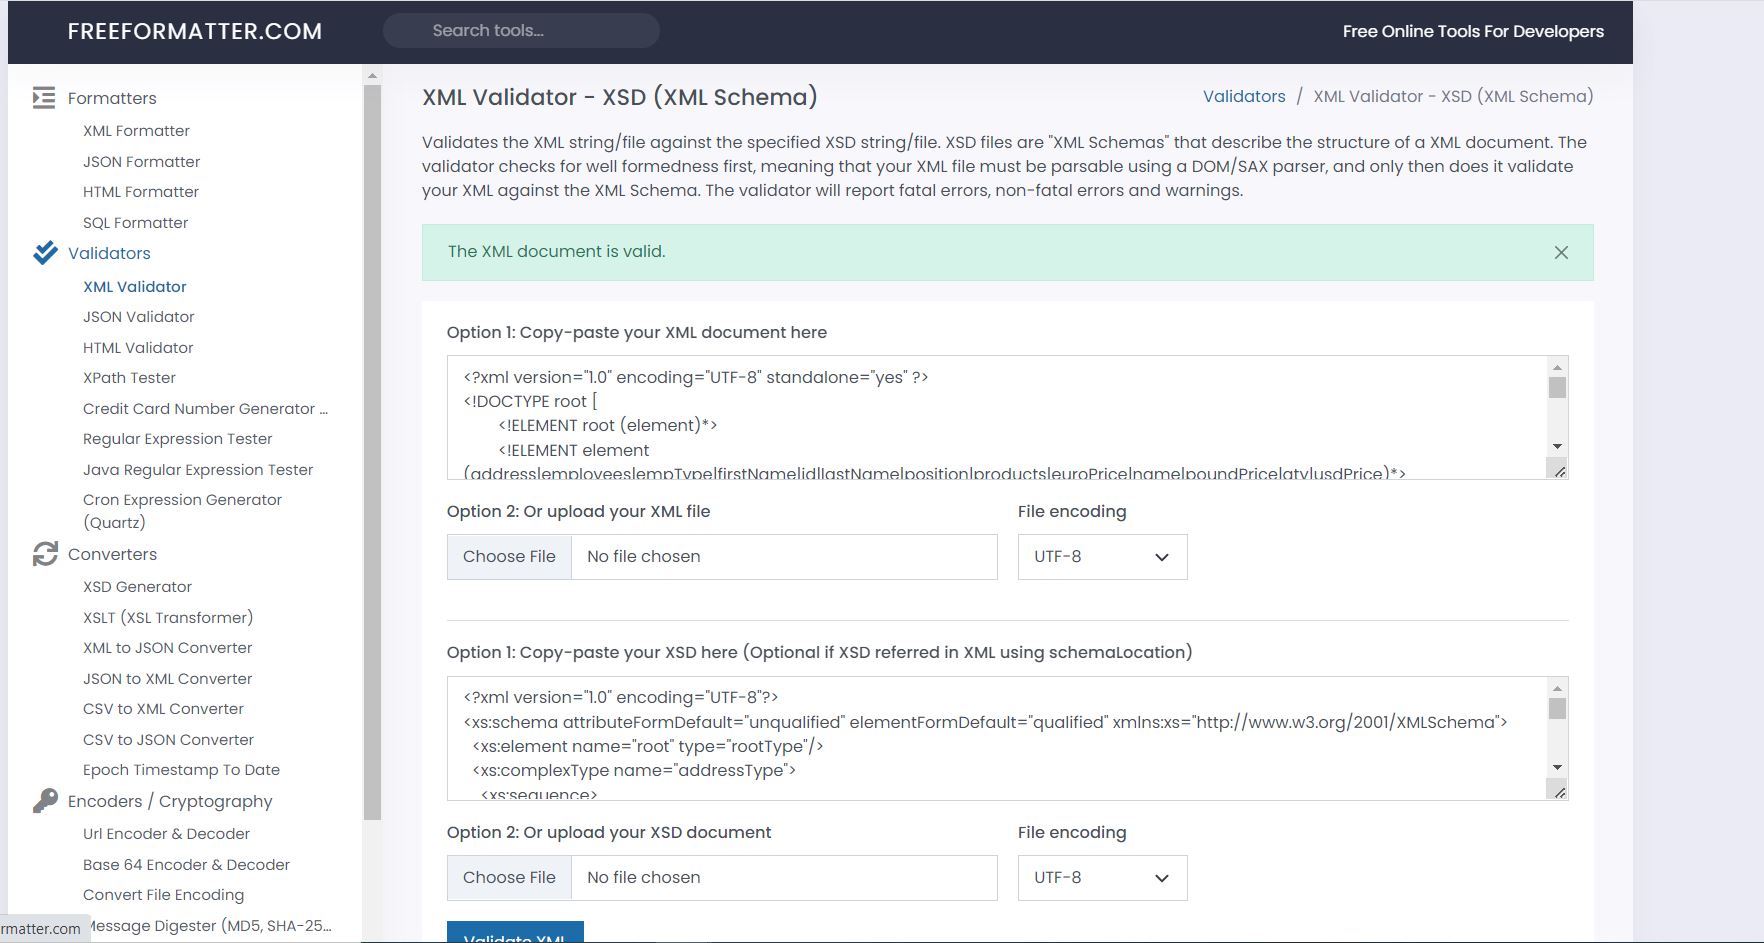 FREEFORMATTER.COM
Search tools...
Free Online Tools For Developers
Formatters
XML Formatter
JSON Formatter
HTML Formatter
SQL Formatter
Validators
XML Validator
JSON Validator
HTML Validator
XPath Tester
Credit Card Number Generator ...
Regular Expression Tester
Java Regular Expression Tester
Cron Expression Generator
(Quartz)
Converters
XSD Generator
XSLT (XSL Transformer)
XML to JSON Converter
JSON to XML Converter
CSV to XML Converter
CSV to JSON Converter
Epoch Timestamp To Date
Encoders / Cryptography
Url Encoder & Decoder
Base 64 Encoder & Decoder
Convert File Encoding
Message Digester (MD5, SHA-25...
rmatter.com
XML Validator - XSD (XML Schema)
Validators / XML Validator - XSD (XML Schema)
Validates the XML string/file against the specified XSD string/file. XSD files are "XML Schemas" that describe the structure of a XML document. The
validator checks for well formedness first, meaning that your XML file must be parsable using a DOM/SAX parser, and only then does it validate
your XML against the XML Schema. The validator will report fatal errors, non-fatal errors and warnings.
The XML document is valid.
Option 1: Copy-paste your XML document here
<?xml version="1.0" encoding="UTF-8" standalone="yes" ?>
<!DOCTYPE root [
<!ELEMENT root (element)*>
<!ELEMENT element
(address|employees|empType|firstName|id|lastName|position|products|euroPrice|name|poundPrice|qty|usdPrice)*>
Option 2: Or upload your XML file
File encoding
Choose File No file chosen
UTF-8
Option 1: Copy-paste your XSD here (Optional if XSD referred in XML using schemaLocation)
<?xml version="1.0" encoding="UTF-8"?>
<xs:schema attributeFormDefault="unqualified" elementFormDefault="qualified" xmlns:xs="http://www.w3.org/2001/XMLSchema">
<xs:element name="root" type="rootType"/>
<xs:complexType name="addressType">
<xs:sequence>
Option 2: Or upload your XSD document
File encoding
Choose File No file chosen
UTF-8
Validate XML